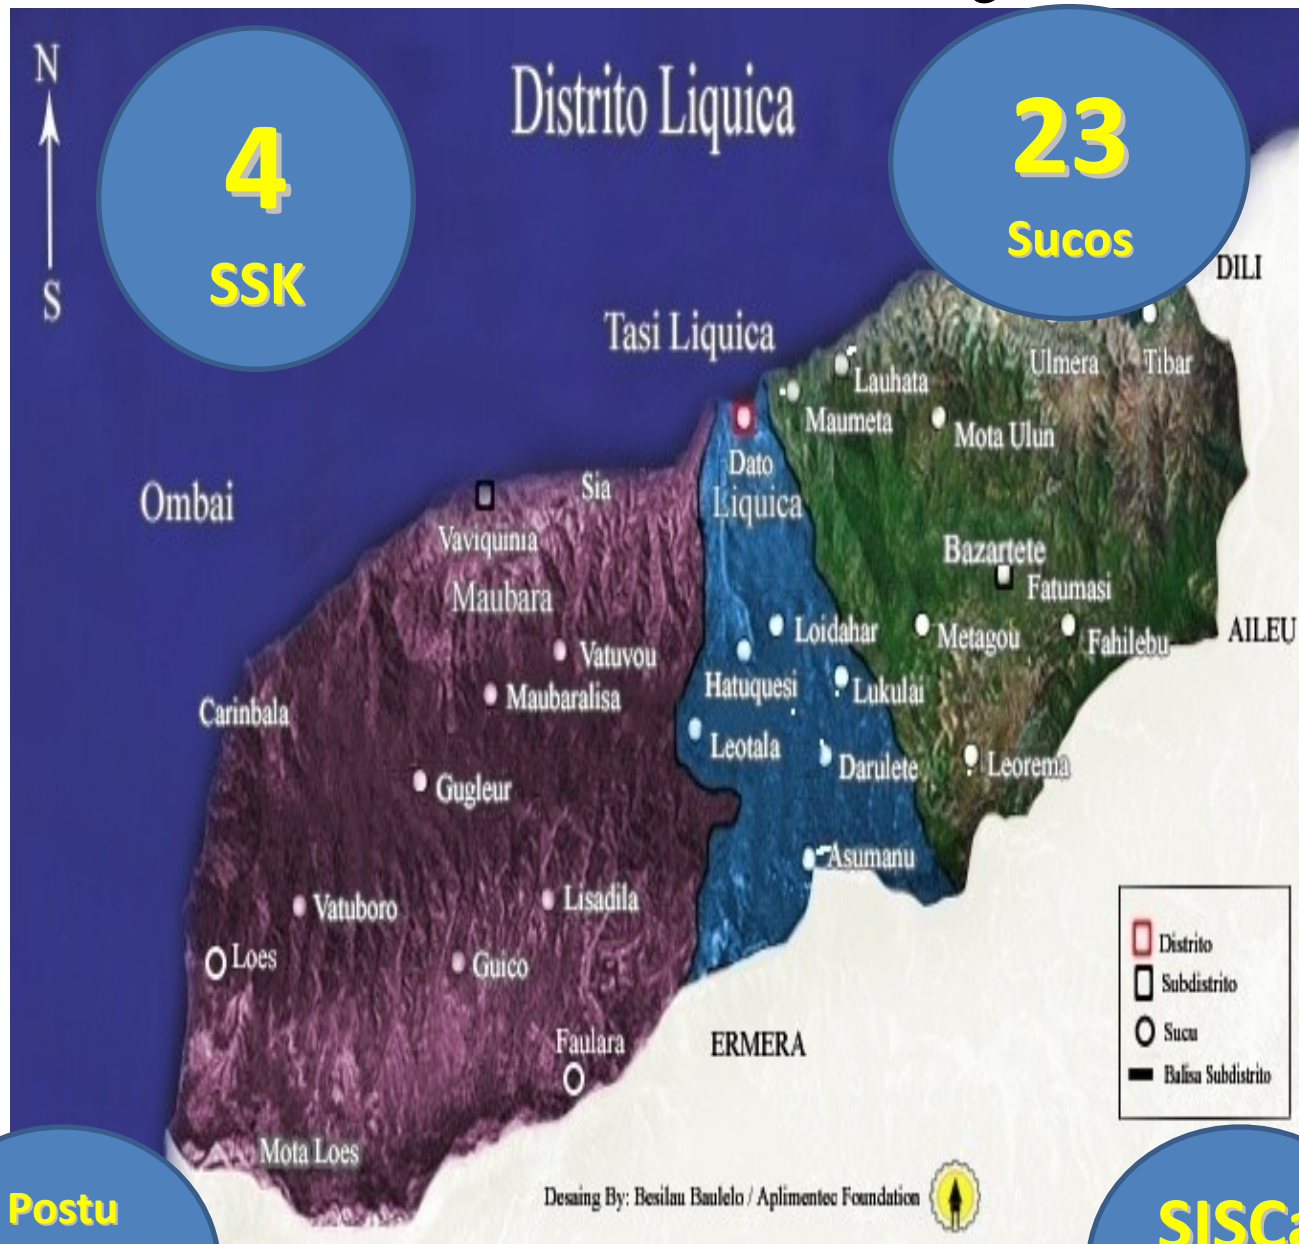 N
S
4
SSK
Distrito Liquica
23
Sucos
DILI
Tasi Liquica
Ulmera
Tibar
Lauhata
Maumeta
Mota Ulun
Dato
Liquica
Ombai
Sia
Vaviquinia
Maubara
Bazartete
Fatumasi
Vatuvou
Loidahar
Metagou
Fahilebu
AILEU
Maubaralisa
Hatuquesi
Lukulai
Carinbala
Leotala
Darulete
Leorema
Gugleur
Asumanu
Vatuboro
Lisadila
Loes
Guico
Faulara
ERMERA
Mota Loes
Distrito
Subdistrito
Sucu
Balisa Subdistrito
Desaing By: Besilau Baulelo / Aplimentec Foundation
Postu
SISCa